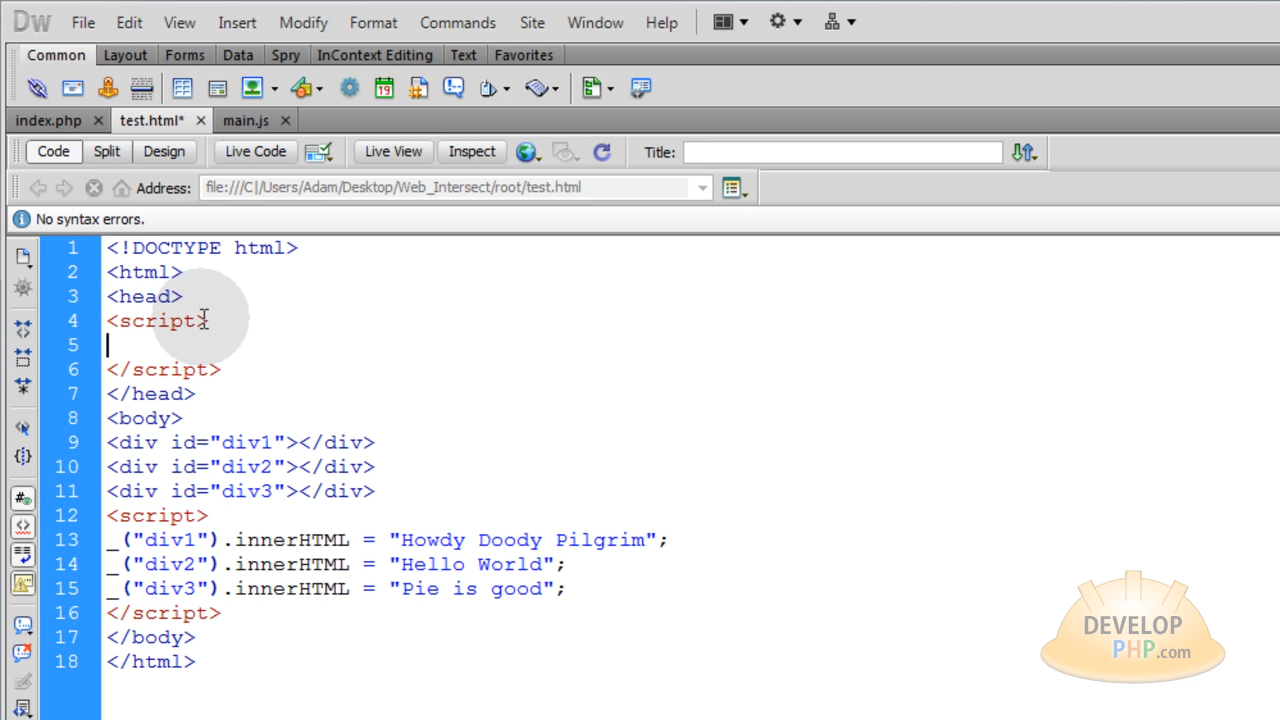 Dw File Edit View Insert Modify Format Commands Site Window Help
Common Layout Forms Data Spry InContext Editing Text Favorites
19
index.php × test.html* × main.js ×
Code Split Design Live Code Live View Inspect Title:
Address: file:///C|/Users/Adam/Desktop/Web_Intersect/root/test.html
No syntax errors.
1 <!DOCTYPE html>
2 <html>
3 <head>
4 <script>
5
6 </script>
7 </head>
8 <body>
9 <div id="div1"></div>
10 <div id="div2"></div>
11 <div id="div3"></div>
12 <script>
13 _("div1").innerHTML = "Howdy Doody Pilgrim";
14 _("div2").innerHTML = "Hello World";
15 _("div3").innerHTML = "Pie is good";
16 </script>
17 </body>
18 </html>
DEVELOP
PHP.com